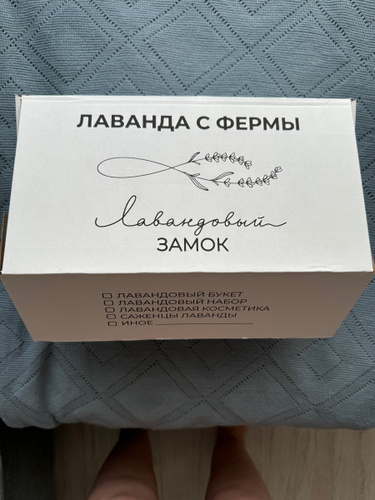 ЛАВАНДА С ФЕРМЫ
Лавандовый
ЗАМОК
ЛАВАНДОВЫЙ БУКЕТ
ЛАВАНДОВЫЙ НАБОР
ЛАВАНДОВАЯ КОСМЕТИКА
САЖЕНЦЫ ЛАВАНДЫ
ИНОЕ